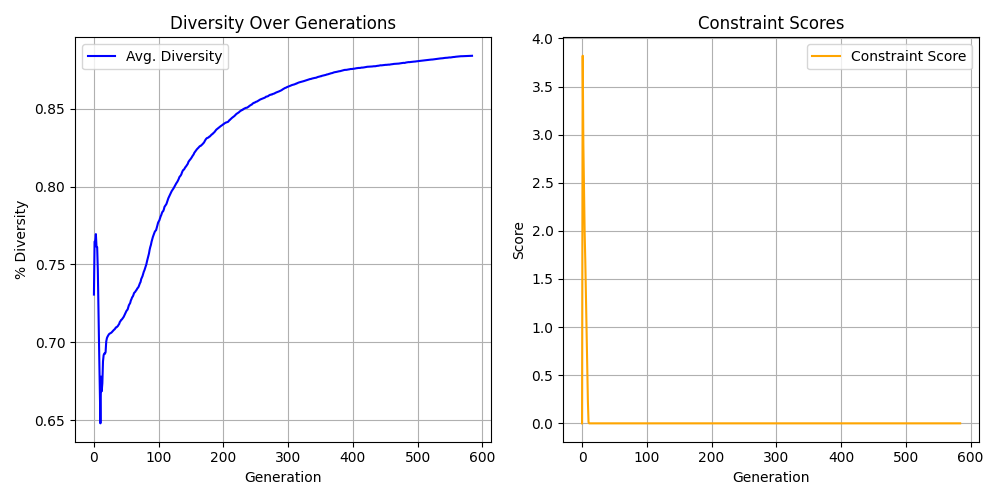 Diversity Over Generations
Avg. Diversity
% Diversity
0.85
0.80
0.75
0.70
0.65
0 100 200 300 400 500 600
Generation
Constraint Scores
Constraint Score
Score
4.0
3.5
3.0
2.5
2.0
1.5
1.0
0.5
0.0
0 100 200 300 400 500 600
Generation